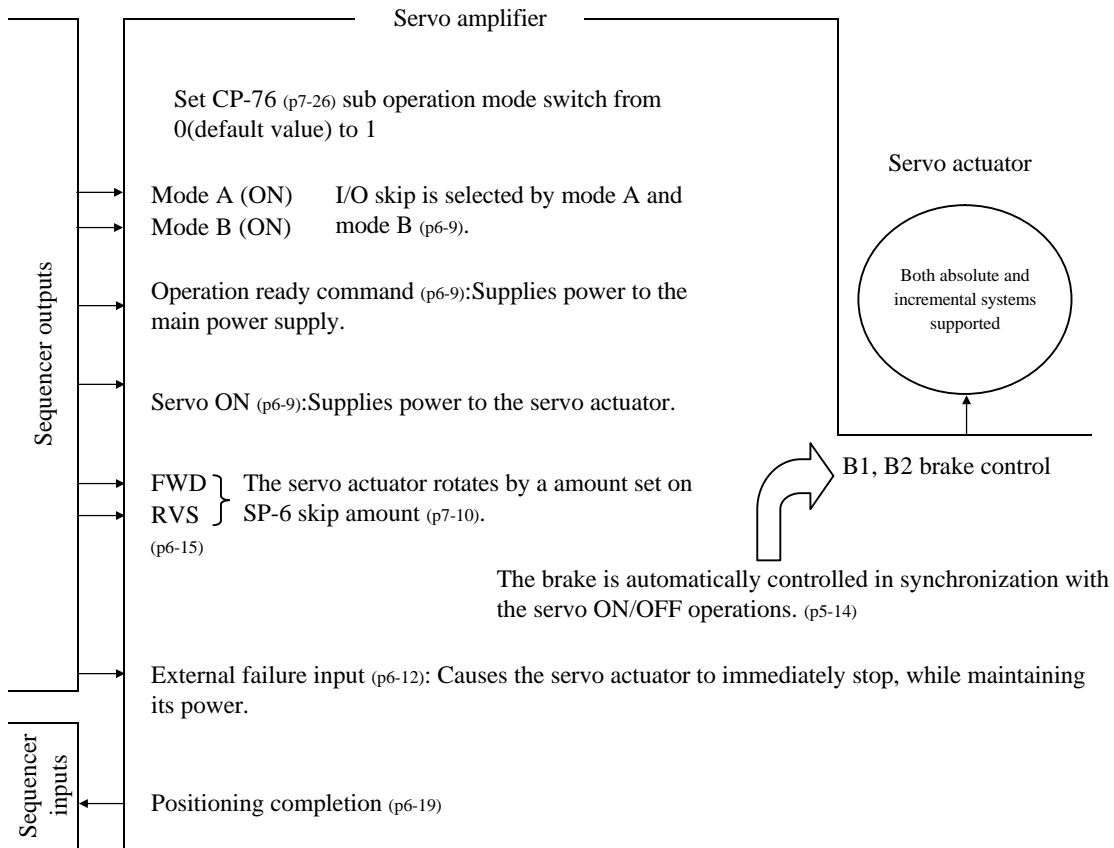 Servo amplifier
Set CP-76 (p7-26) sub operation mode switch from
0(default value) to 1
Sequencer outputs
Mode A (ON)
Mode B (ON)
I/O skip is selected by mode A and
mode B (p6-9).
Operation ready command (p6-9):Supplies power to the
main power supply.
Servo ON (p6-9):Supplies power to the servo actuator.
FWD
RVS
(p6-15)
The servo actuator rotates by a amount set on
SP-6 skip amount (p7-10).
Servo actuator
Both absolute and
incremental systems
supported
B1, B2 brake control
The brake is automatically controlled in synchronization with
the servo ON/OFF operations. (p5-14)
External failure input (p6-12): Causes the servo actuator to immediately stop, while maintaining
its power.
Sequencer
inputs
Positioning completion (p6-19)